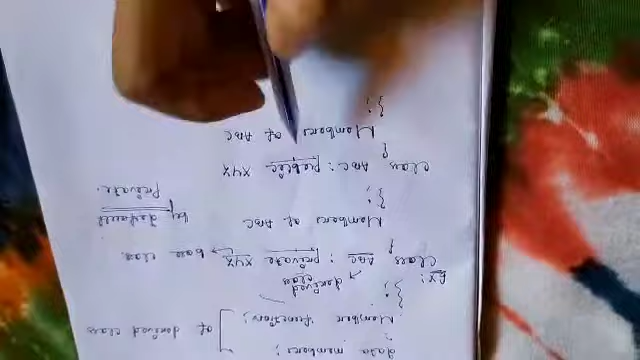 data members;
Member function; of derived class
};
derived class
Ex:
class ABC : private XYZ → base class.
{
Members of ABC by default
}; private.
class ABC : public XYZ
{
Members of ABC
};